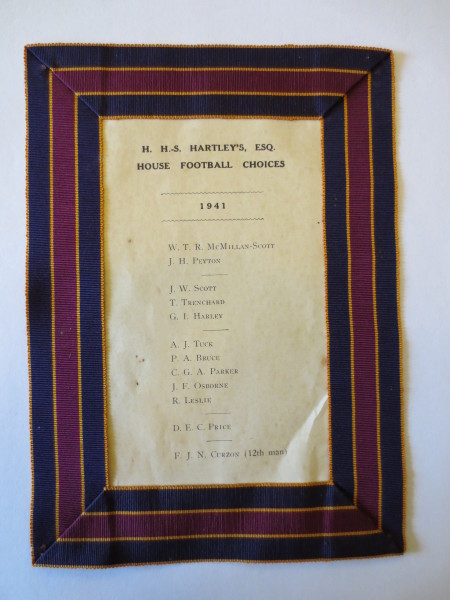 H. H.-S. HARTLEY'S, ESQ.
HOUSE FOOTBALL CHOICES
1941
W. T. R. McMILLAN-SCOTT
J. H. PEYTON
J. W. SCOTT
T. TRENCHARD
G. I. HARLEY
A. J. TUCK
P. A. BRUCE
C. G. A. PARKER
J. F. OSBORNE
R. LESLIE
D. E. C. PRICE
F. J. N. CURZON (12th man)